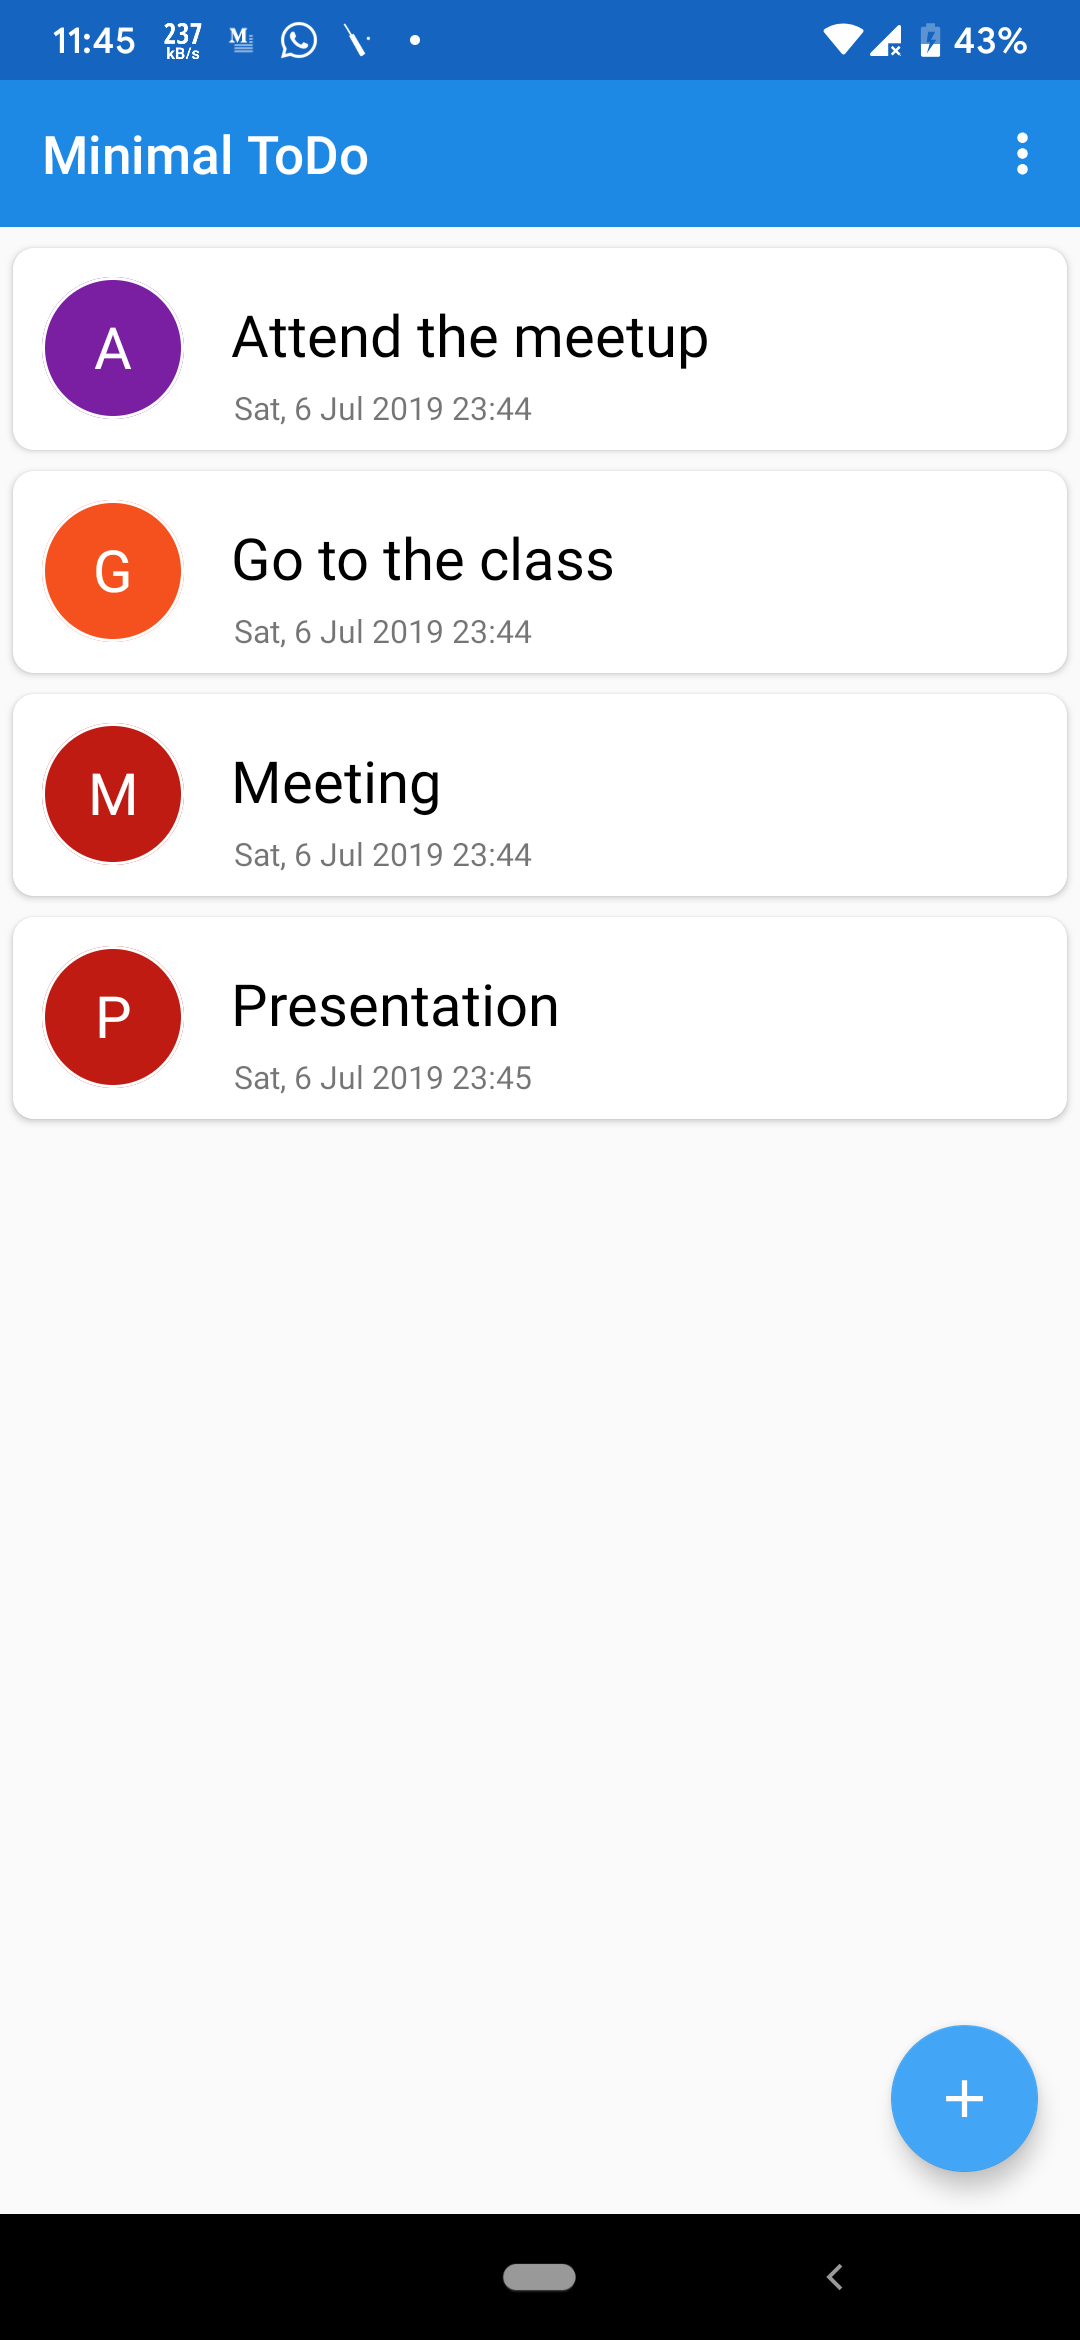 11:45 237 kB/s M 43%
Minimal ToDo
A Attend the meetup
Sat, 6 Jul 2019 23:44
G Go to the class
Sat, 6 Jul 2019 23:44
M Meeting
Sat, 6 Jul 2019 23:44
P Presentation
Sat, 6 Jul 2019 23:45